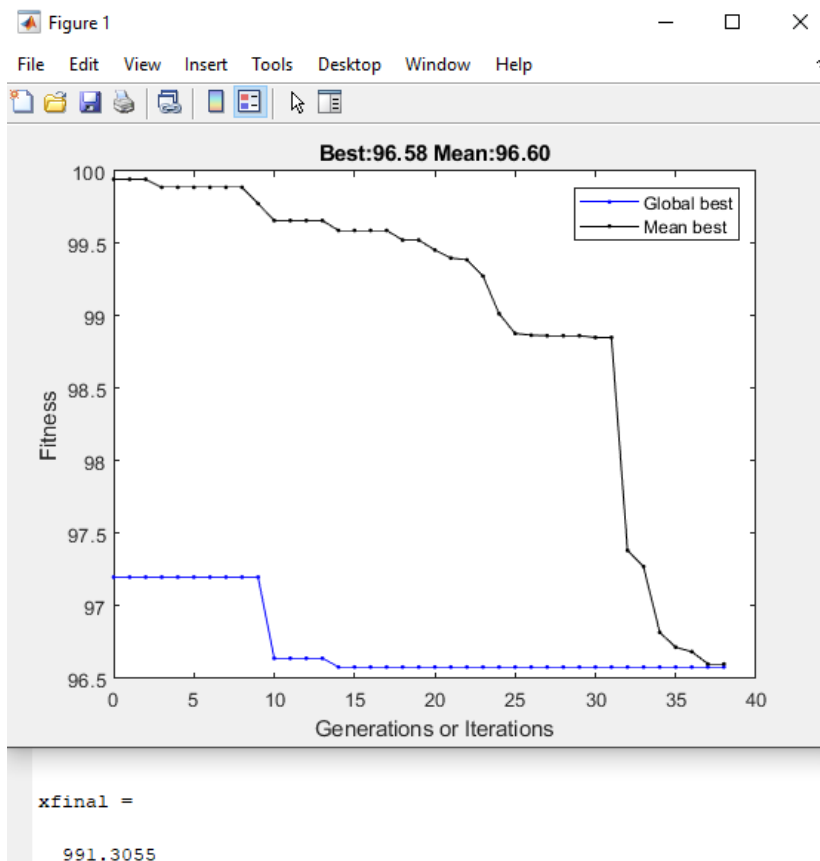 Figure 1
File Edit View Insert Tools Desktop Window Help
Best:96.58 Mean:96.60
Global best
Mean best
100
99.5
99
98.5
98
97.5
97
96.5
Fitness
0 5 10 15 20 25 30 35 40
Generations or Iterations
xfinal =
991.3055